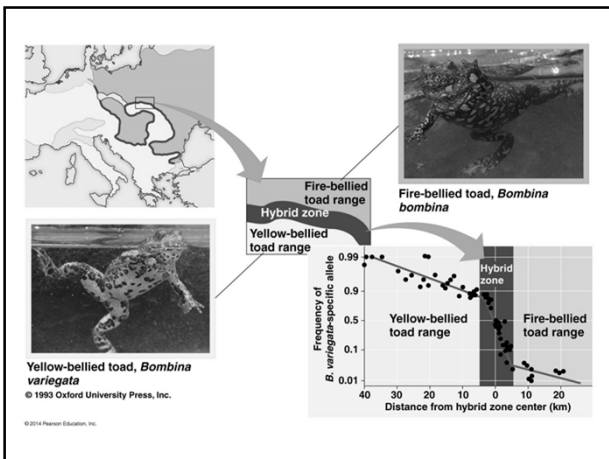 Fire-bellied
toad range
Hybrid zone
Yellow-bellied
toad range
Fire-bellied toad, Bombina
bombina
Yellow-bellied toad, Bombina
variegata
© 1993 Oxford University Press, Inc.
Frequency of
B. variegata-specific allele
0.99
0.9
0.5
0.1
0.01
Hybrid
zone
Yellow-bellied
toad range
Fire-bellied
toad range
40
30
20
10
0
10
20
Distance from hybrid zone center (km)
© 2014 Pearson Education, Inc.